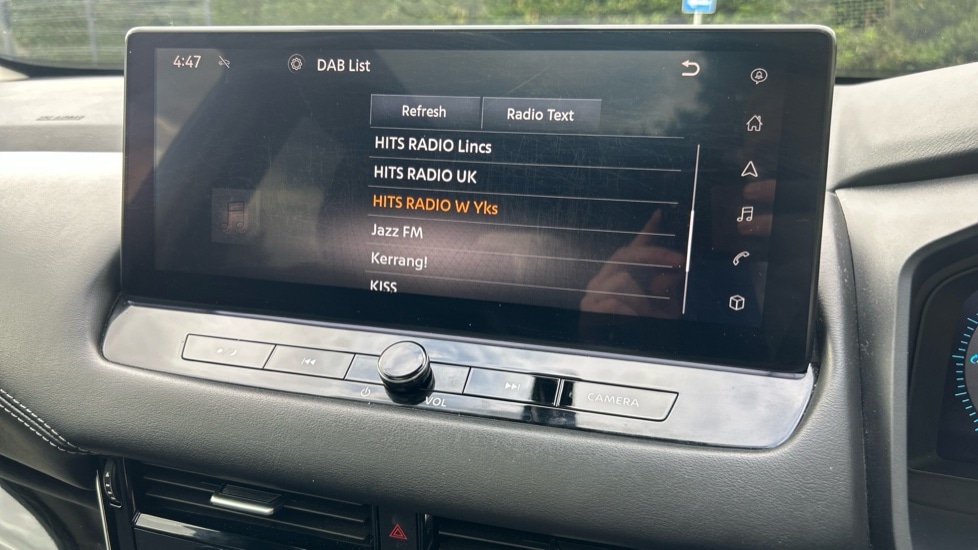 4:47 DAB List
Refresh Radio Text
HITS RADIO Lincs
HITS RADIO UK
HITS RADIO W Yks
Jazz FM
Kerrang!
KISS
VOL CAMERA